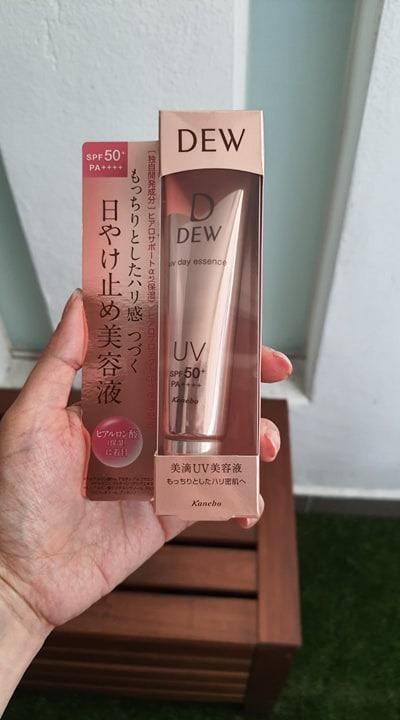 SPF50+
PA++++
[独自開発成分] ヒアロサポートα*2(保湿)
もっちりとしたハリ感 つづく
日やけ止め美容液
ヒアルロン酸
*1保湿
に着目
DEW
D
DEW
uv day essence
UV
SPF50+
PA++++
Kanebo
美滴UV美容液
もっちりとしたハリ密肌へ
Kanebo